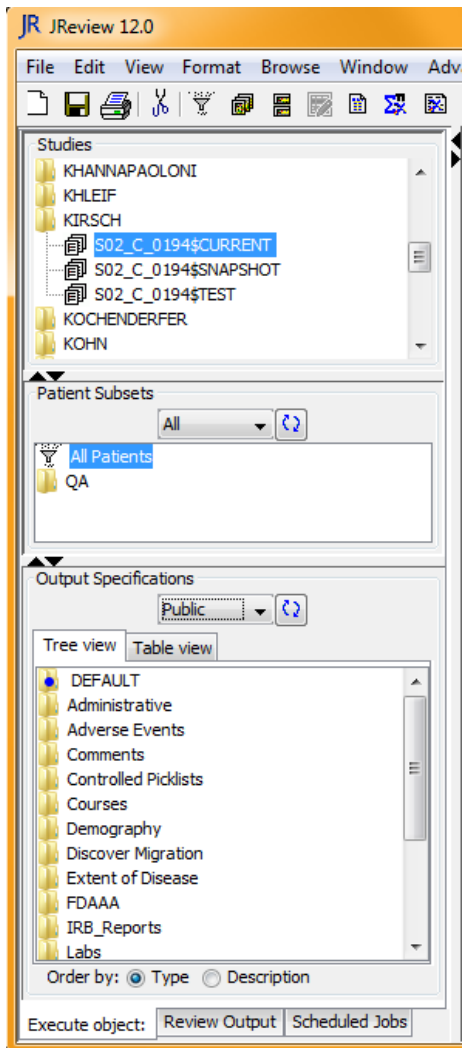 JR JReview 12.0
File Edit View Format Browse Window Adv
Studies
KHANNAPAOLONI
KHLEIF
KIRSCH
S02_C_0194$CURRENT
S02_C_0194$SNAPSHOT
S02_C_0194$TEST
KOCHENDERFER
KOHN
Patient Subsets
All
All Patients
QA
Output Specifications
Public
Tree view Table view
DEFAULT
Administrative
Adverse Events
Comments
Controlled Picklists
Courses
Demography
Discover Migration
Extent of Disease
FDAAA
IRB_Reports
Labs
Order by: Type Description
Execute object: Review Output Scheduled Jobs